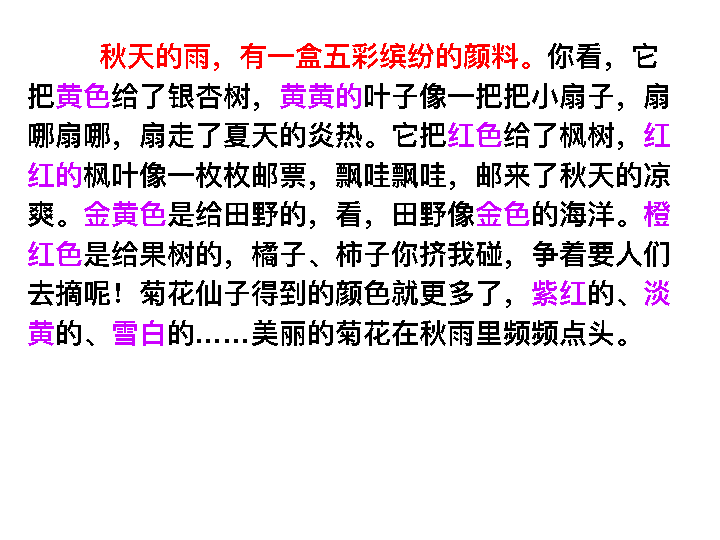 秋天的雨，有一盒五彩缤纷的颜料。你看，它
把黄色给了银杏树，黄黄的叶子像一把把小扇子，扇
哪扇哪，扇走了夏天的炎热。它把红色给了枫树，红
红的枫叶像一枚枚邮票，飘哇飘哇，邮来了秋天的凉
爽。金黄色是给田野的，看，田野像金色的海洋。橙
红色是给果树的，橘子、柿子你挤我碰，争着要人们
去摘呢！菊花仙子得到的颜色就更多了，紫红的、淡
黄的、雪白的……美丽的菊花在秋雨里频频点头。